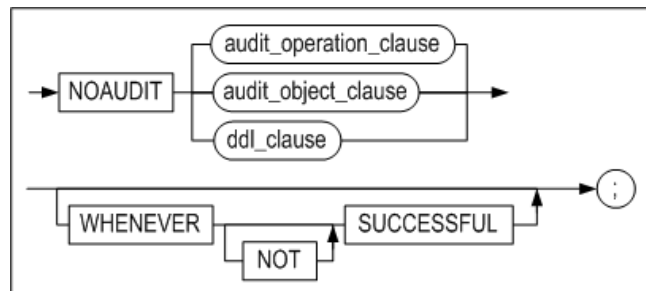 audit_operation_clause
NOAUDIT audit_object_clause
ddl_clause
;
WHENEVER SUCCESSFUL
NOT